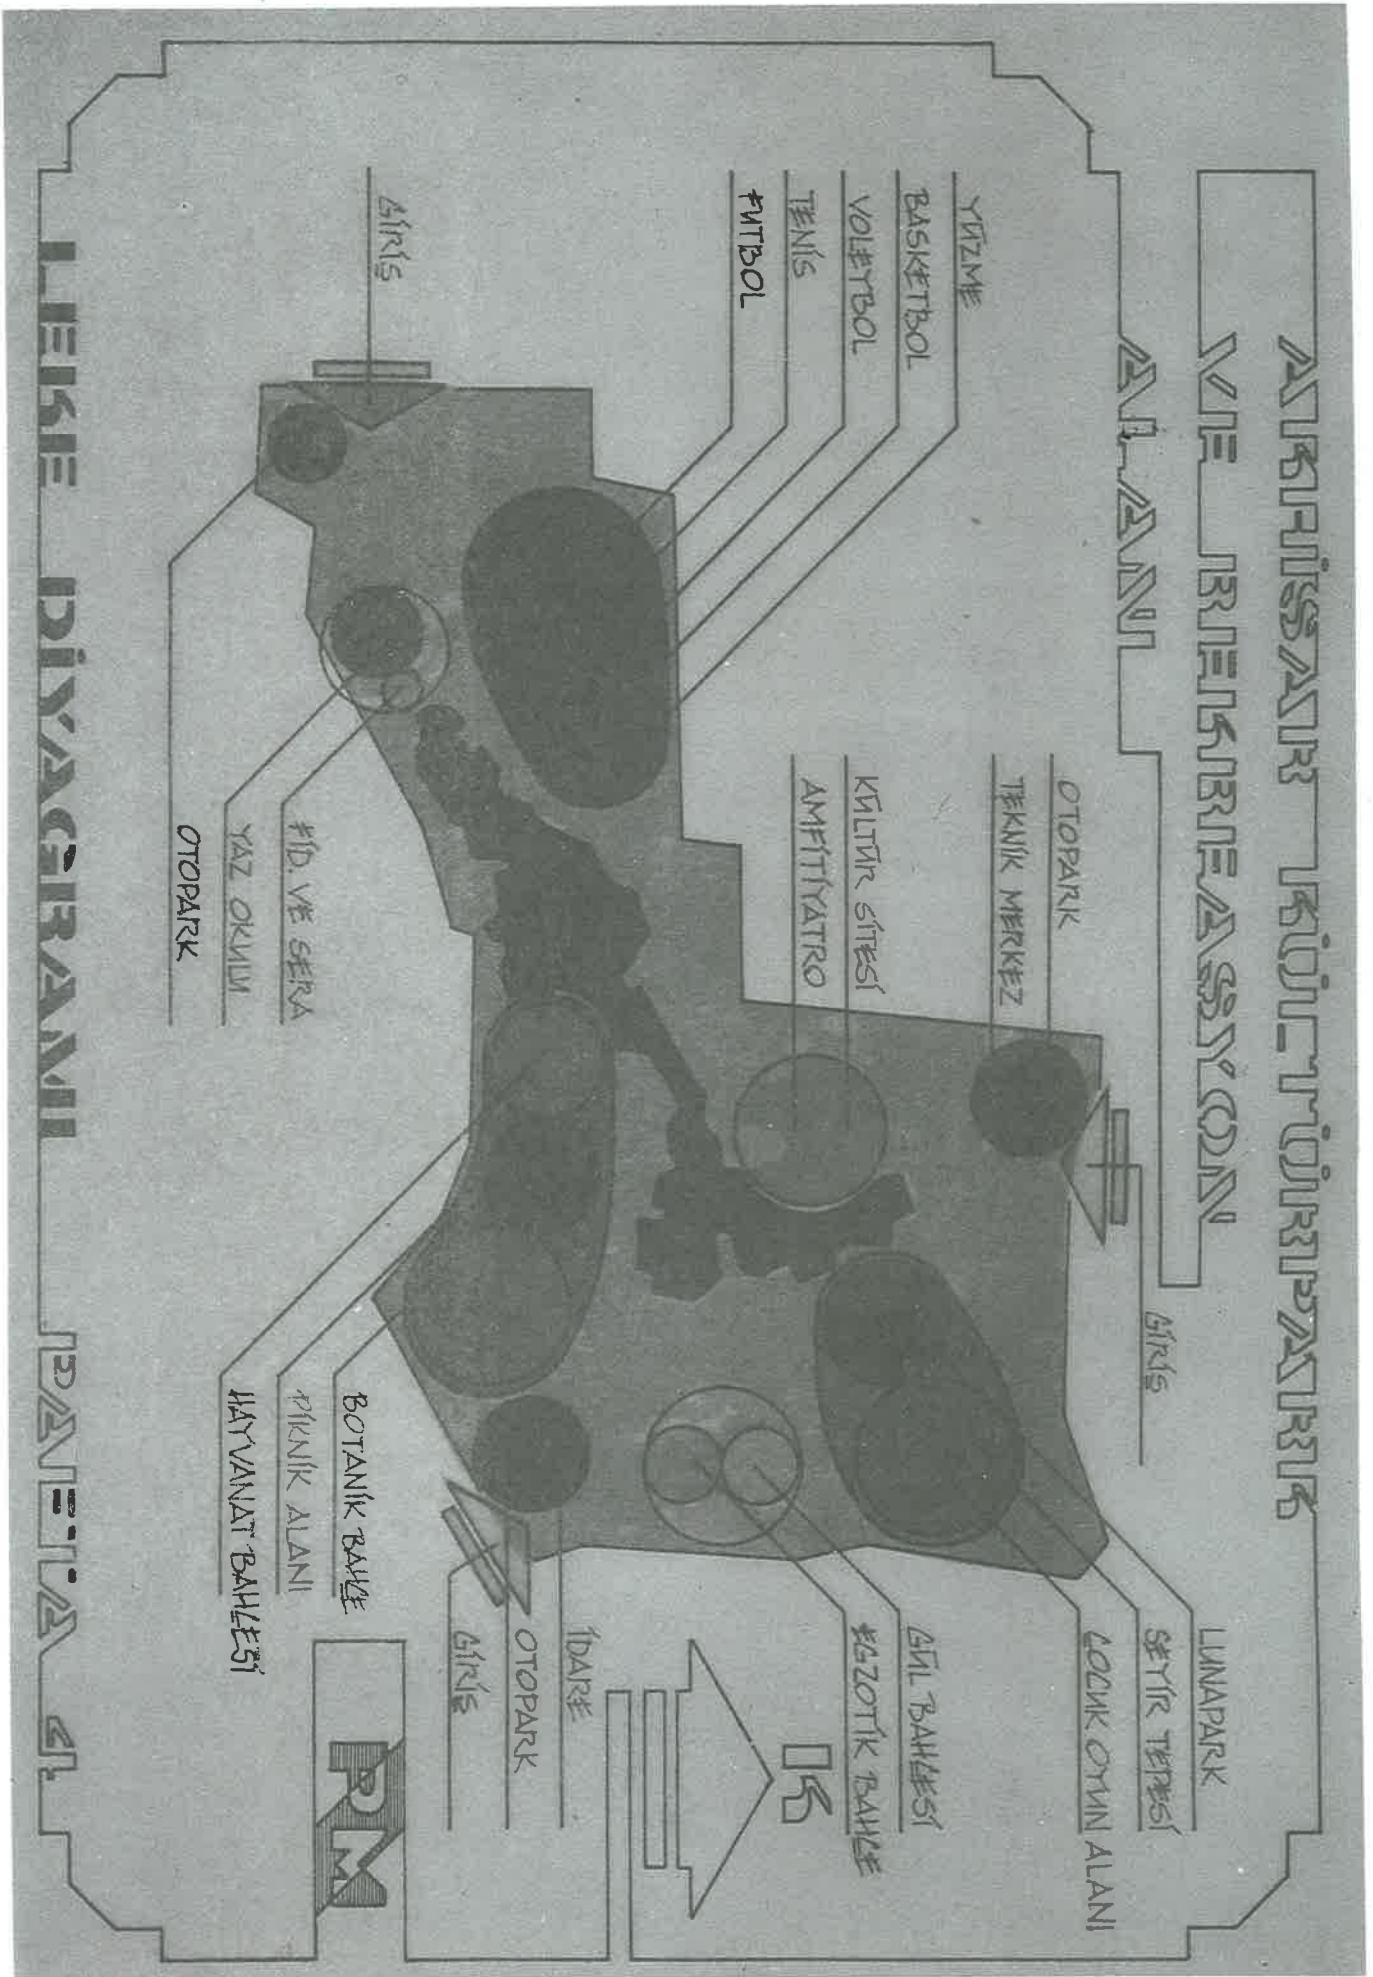 AKHİSAR KÜLTÜRPARK
VE REKREASYON
ALANI
YÜZME
BASKETBOL
VOLEYBOL
TENİS
FUTBOL
GİRİŞ
OTOPARK
TEKNİK MERKEZ
KÜLTÜR SİTESİ
AMFİTİYATRO
GİRİŞ
LUNAPARK
SEYİR TEPESİ
ÇOCUK OYUN ALANI
GÜL BAHÇESİ
EGZOTİK BAHÇE
K
İDARE
OTOPARK
GİRİŞ
FİD. VE SERA
YAZ OKULU
OTOPARK
BOTANİK BAHÇE
PİKNİK ALANI
HAYVANAT BAHÇESİ
PM
LEKE DİYAGRAMI PAFTA